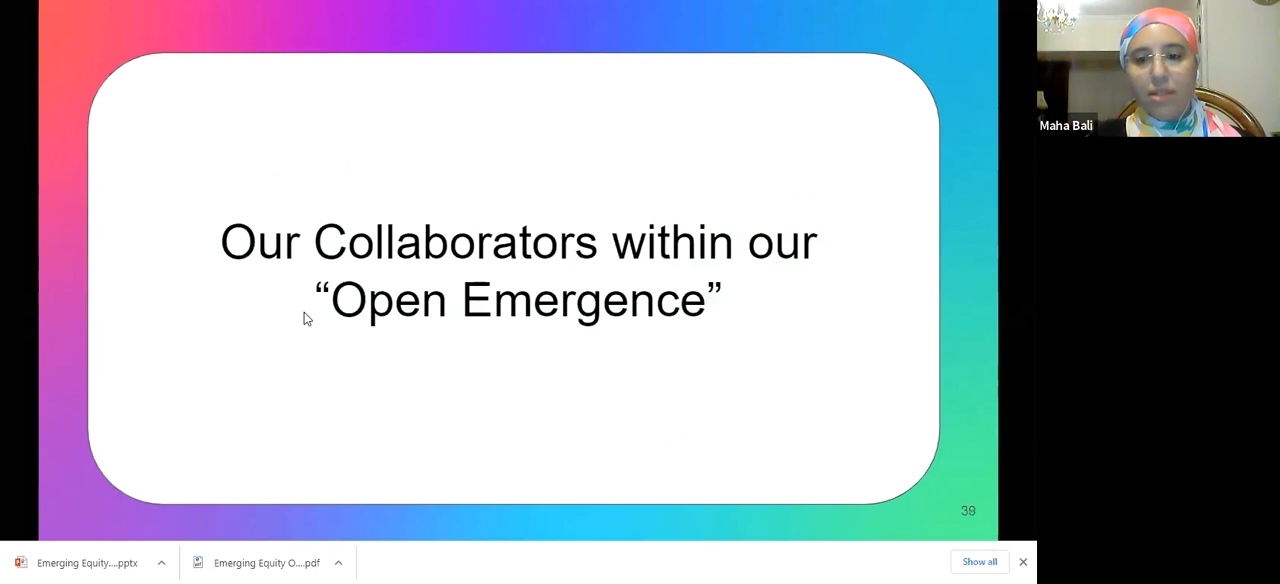 Our Collaborators within our
“Open Emergence”
Maha Bali
39
Emerging Equity....pptx
Emerging Equity O....pdf
Show all